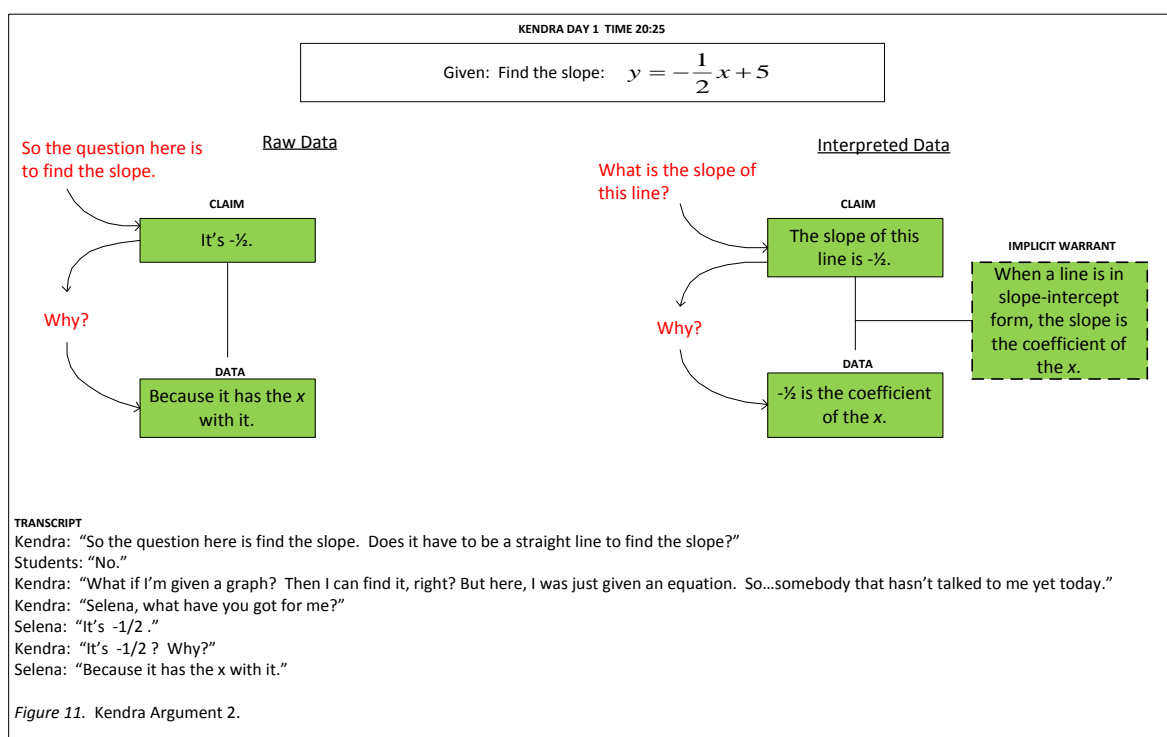 KENDRA DAY 1 TIME 20:25
Given: Find the slope: y = -1/2 x + 5
Raw Data
So the question here is
to find the slope.
CLAIM
It's -½.
Why?
DATA
Because it has the x
with it.
Interpreted Data
What is the slope of
this line?
CLAIM
The slope of this
line is -½.
Why?
DATA
-½ is the coefficient
of the x.
IMPLICIT WARRANT
When a line is in
slope-intercept
form, the slope is
the coefficient of
the x.
TRANSCRIPT
Kendra: “So the question here is find the slope. Does it have to be a straight line to find the slope?”
Students: “No.”
Kendra: “What if I’m given a graph? Then I can find it, right? But here, I was just given an equation. So…somebody that hasn’t talked to me yet today.”
Kendra: “Selena, what have you got for me?”
Selena: “It’s -1/2 .”
Kendra: “It’s -1/2 ? Why?”
Selena: “Because it has the x with it.”
Figure 11. Kendra Argument 2.